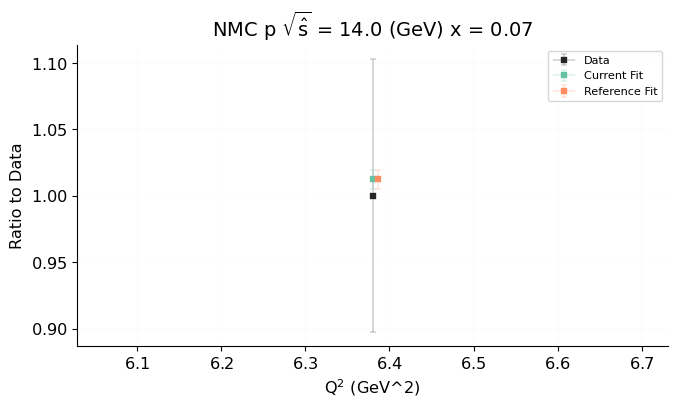 NMC p √ŝ = 14.0 (GeV) x = 0.07
Data
Current Fit
Reference Fit
1.10
1.05
1.00
0.95
0.90
Ratio to Data
6.1 6.2 6.3 6.4 6.5 6.6 6.7
Q² (GeV^2)